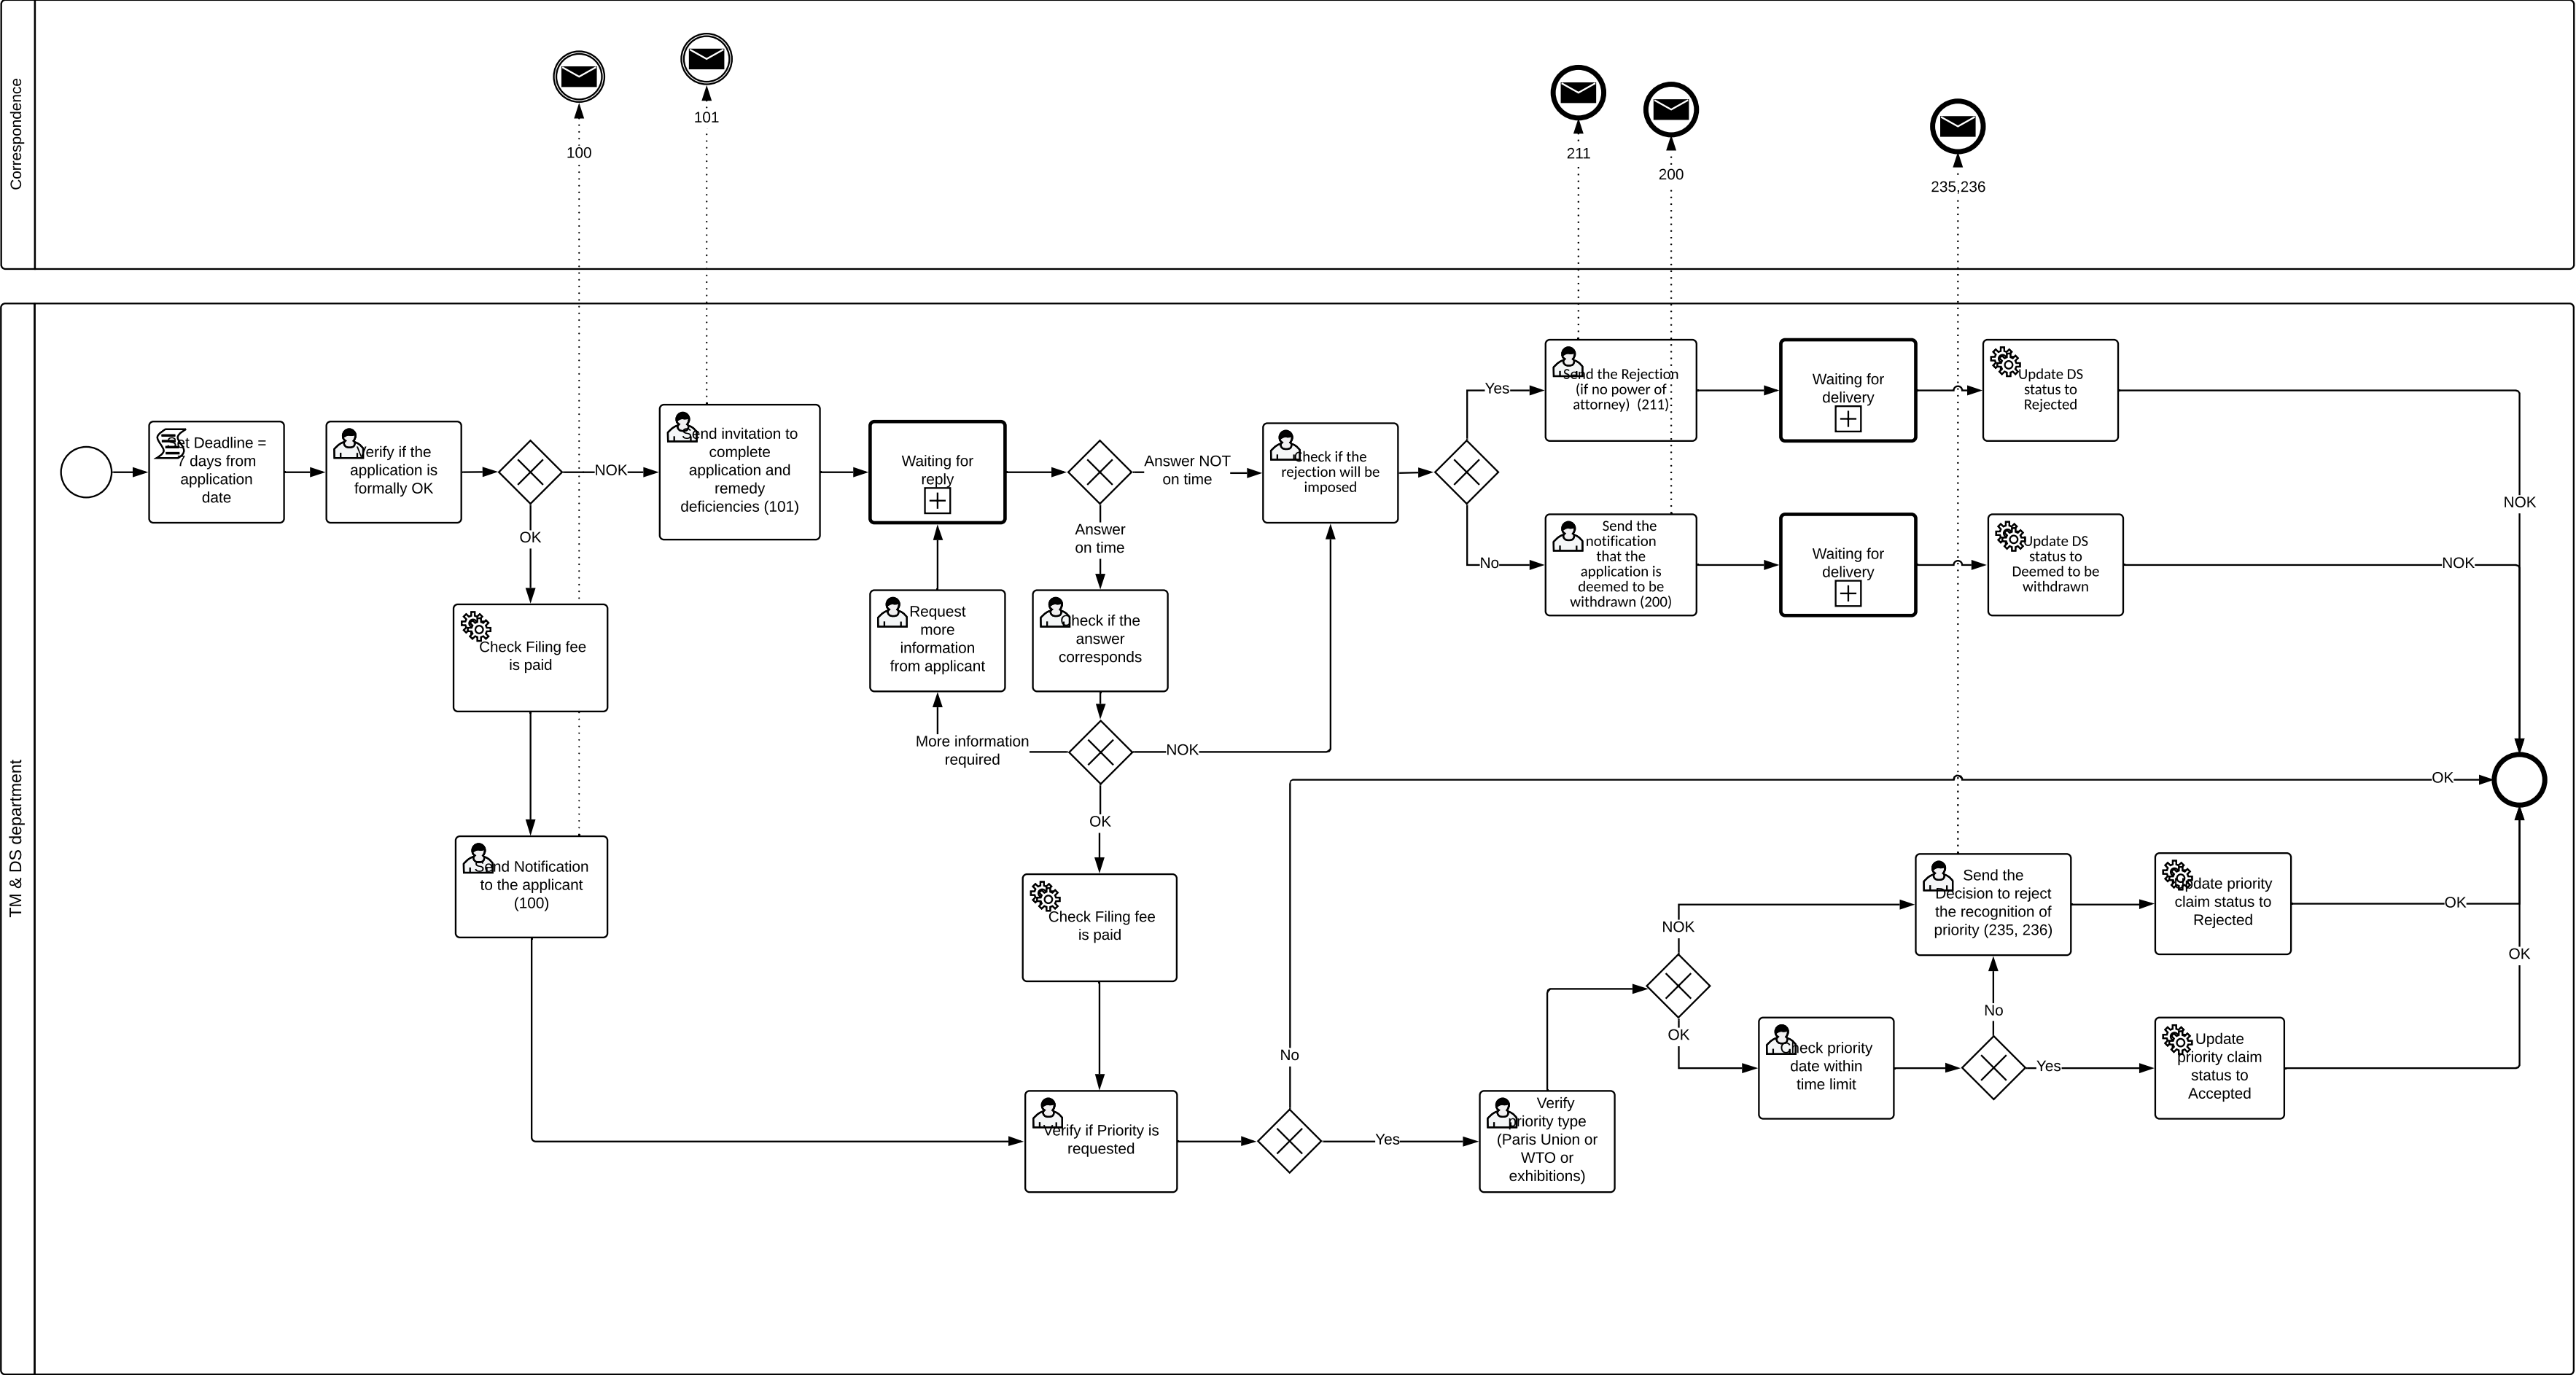 Correspondence
100
101
211
200
235,236
TM & DS department
Set Deadline =
7 days from
application
date
Verify if the
application is
formally OK
NOK
OK
Send invitation to
complete
application and
remedy
deficiencies (101)
Waiting for
reply
Answer NOT
on time
Answer
on time
Check if the
rejection will be
imposed
Yes
No
Send the Rejection
(if no power of
attorney) (211)
Waiting for
delivery
Update DS
status to
Rejected
NOK
Send the
notification
that the
application is
deemed to be
withdrawn (200)
Waiting for
delivery
Update DS
status to
Deemed to be
withdrawn
NOK
Check Filing fee
is paid
Request
more
information
from applicant
Check if the
answer
corresponds
More information
required
NOK
OK
OK
Send Notification
to the applicant
(100)
Check Filing fee
is paid
Verify if Priority is
requested
No
Yes
Verify
priority type
(Paris Union or
WTO or
exhibitions)
NOK
OK
Send the
Decision to reject
the recognition of
priority (235, 236)
Update priority
claim status to
Rejected
OK
Check priority
date within
time limit
No
Yes
Update
priority claim
status to
Accepted
OK